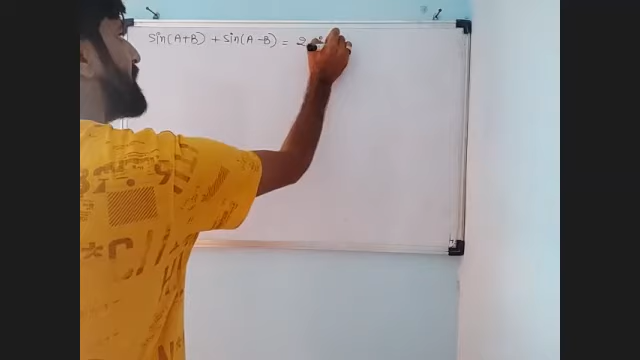 Sin(A+B) + Sin(A-B) = 2